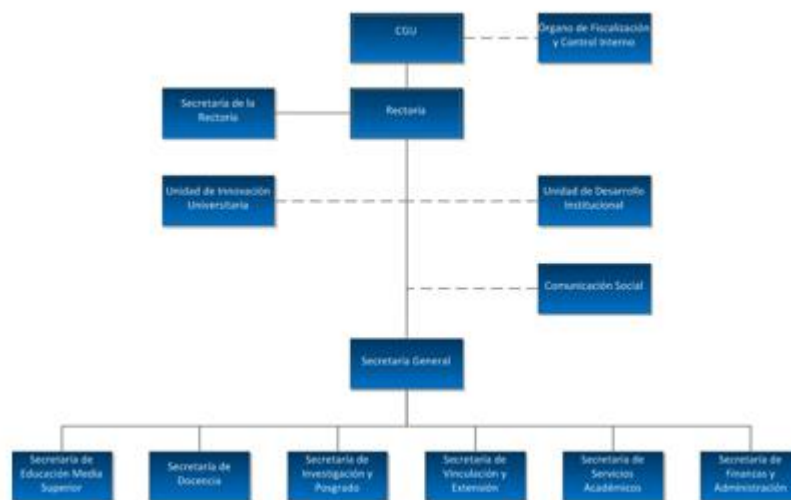 CGU
Órgano de Fiscalización
y Control Interno
Secretaría de la
Rectoría
Rectoría
Unidad de Innovación
Universitaria
Unidad de Desarrollo
Institucional
Comunicación Social
Secretaría General
Secretaría de
Educación Media
Superior
Secretaría de
Docencia
Secretaría de
Investigación y
Posgrado
Secretaría de
Vinculación y
Extensión
Secretaría de
Servicios
Académicos
Secretaría de
Finanzas y
Administración